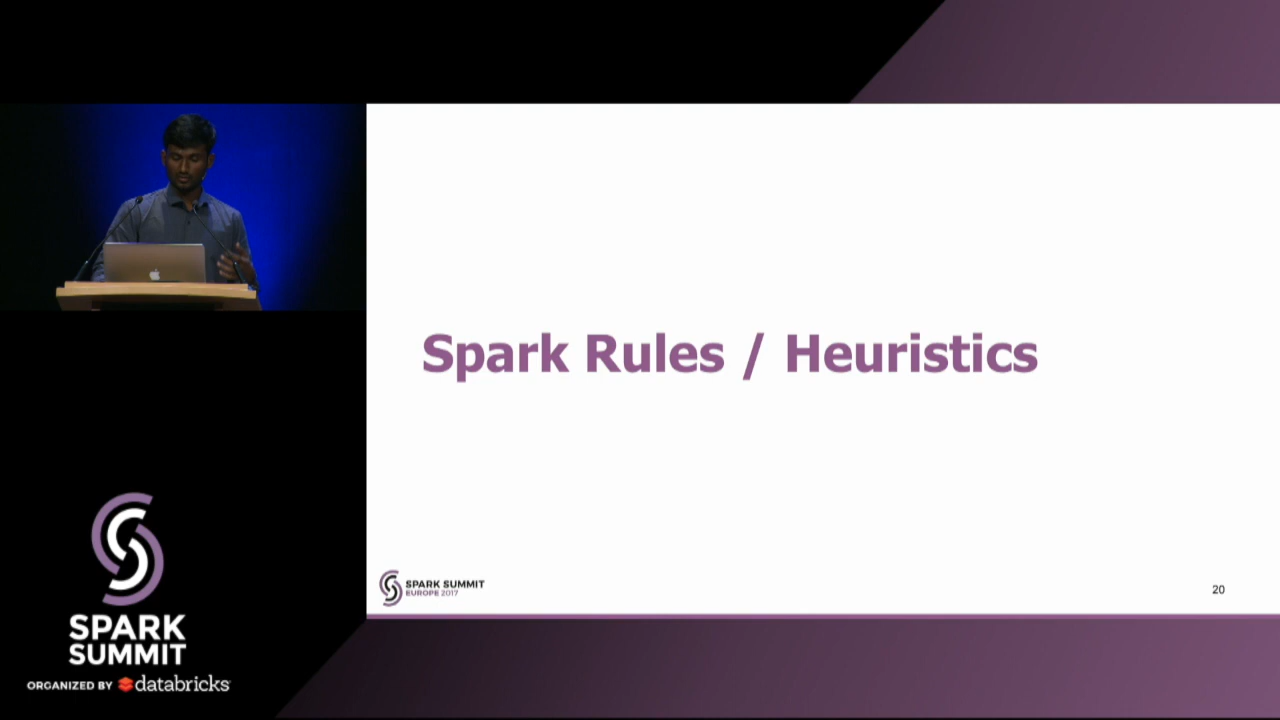 Spark Rules / Heuristics
SPARK SUMMIT
EUROPE 2017
20
SPARK
SUMMIT
ORGANIZED BY databricks